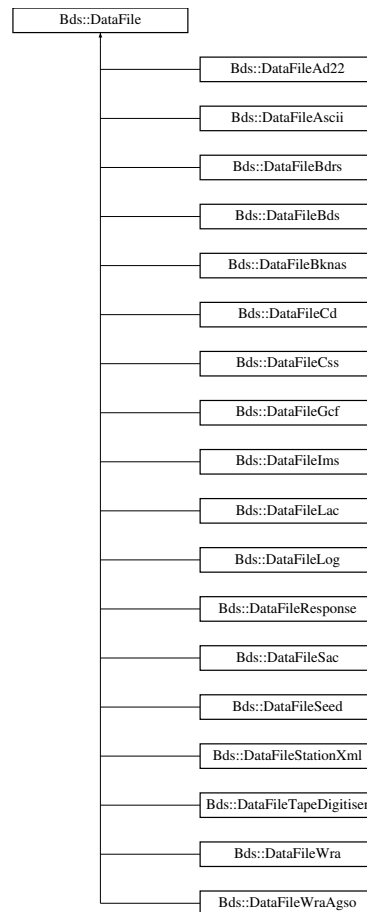 Bds::DataFile
Bds::DataFileAd22
Bds::DataFileAscii
Bds::DataFileBdrs
Bds::DataFileBds
Bds::DataFileBknas
Bds::DataFileCd
Bds::DataFileCss
Bds::DataFileGcf
Bds::DataFileIms
Bds::DataFileLac
Bds::DataFileLog
Bds::DataFileResponse
Bds::DataFileSac
Bds::DataFileSeed
Bds::DataFileStationXml
Bds::DataFileTapeDigitiser
Bds::DataFileWra
Bds::DataFileWraAgso